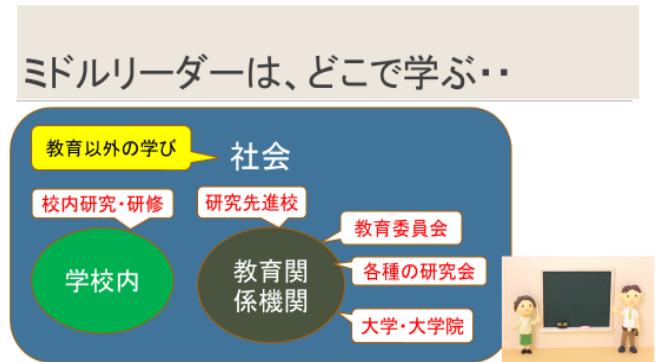 ミドルリーダーは、どこで学ぶ・・
教育以外の学び
社会
校内研究・研修
研究先進校
教育委員会
学校内
教育関
係機関
各種の研究会
大学・大学院